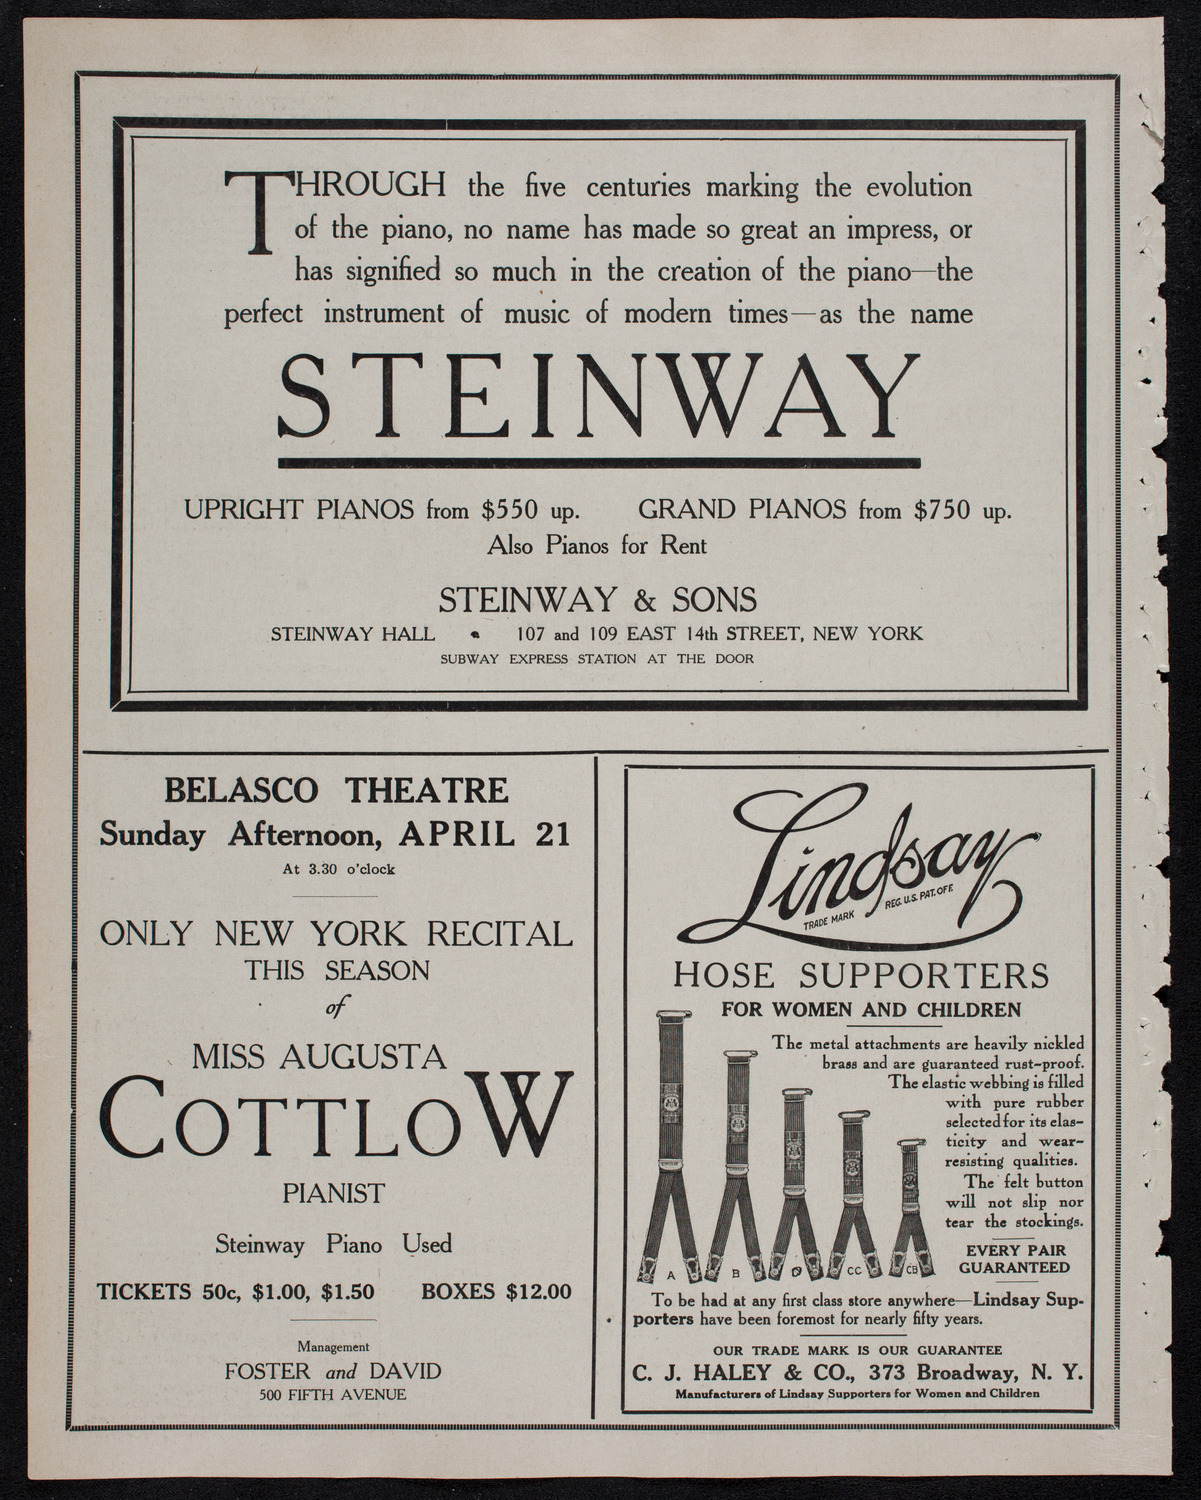 THROUGH the five centuries marking the evolution
of the piano, no name has made so great an impress, or
has signified so much in the creation of the piano—the
perfect instrument of music of modern times—as the name
STEINWAY
UPRIGHT PIANOS from $550 up. GRAND PIANOS from $750 up.
Also Pianos for Rent
STEINWAY & SONS
STEINWAY HALL 107 and 109 EAST 14th STREET, NEW YORK
SUBWAY EXPRESS STATION AT THE DOOR
BELASCO THEATRE
Sunday Afternoon, APRIL 21
At 3.30 o'clock
ONLY NEW YORK RECITAL
THIS SEASON
of
MISS AUGUSTA
COTTLOW
PIANIST
Steinway Piano Used
TICKETS 50c, $1.00, $1.50 BOXES $12.00
Management
FOSTER and DAVID
500 FIFTH AVENUE
Lindsay
TRADE MARK REG. U.S. PAT. OFF
HOSE SUPPORTERS
FOR WOMEN AND CHILDREN
The metal attachments are heavily nickled
brass and are guaranteed rust-proof.
The elastic webbing is filled
with pure rubber
selected for its elas-
ticity and wear-
resisting qualities.
The felt button
will not slip nor
tear the stockings.
EVERY PAIR
GUARANTEED
A B D CC CB
To be had at any first class store anywhere—Lindsay Sup-
porters have been foremost for nearly fifty years.
OUR TRADE MARK IS OUR GUARANTEE
C. J. HALEY & CO., 373 Broadway, N. Y.
Manufacturers of Lindsay Supporters for Women and Children